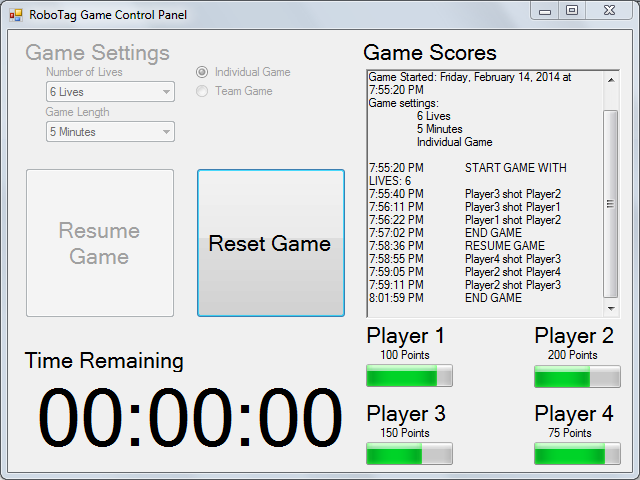 RoboTag Game Control Panel
Game Settings
Number of Lives
6 Lives
Game Length
5 Minutes
Individual Game
Team Game
Resume
Game
Reset Game
Time Remaining
00:00:00
Game Scores
Game Started: Friday, February 14, 2014 at
7:55:20 PM
Game settings:
6 Lives
5 Minutes
Individual Game
7:55:20 PM START GAME WITH
LIVES: 6
7:55:40 PM Player3 shot Player2
7:56:11 PM Player3 shot Player1
7:56:22 PM Player1 shot Player2
7:57:02 PM END GAME
7:58:36 PM RESUME GAME
7:58:55 PM Player4 shot Player3
7:59:05 PM Player2 shot Player4
7:59:11 PM Player2 shot Player3
8:01:59 PM END GAME
Player 1
100 Points
Player 2
200 Points
Player 3
150 Points
Player 4
75 Points